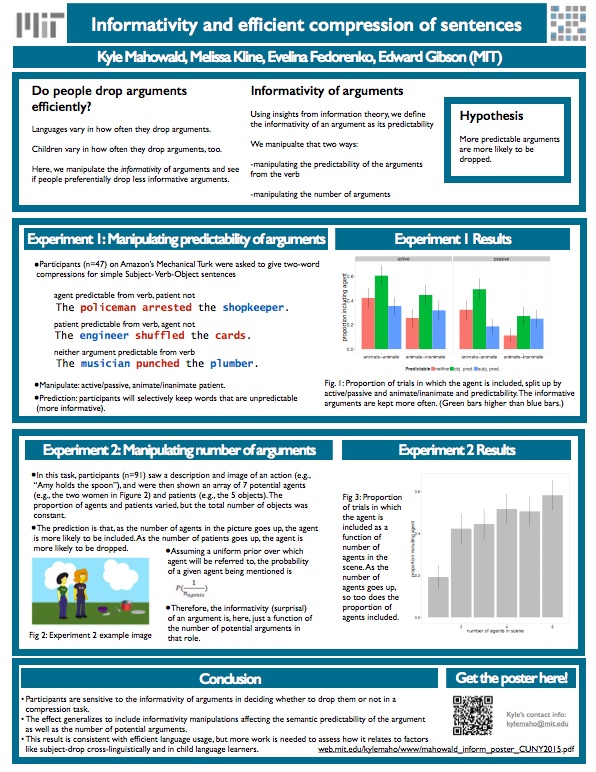 Informativity and efficient compression of sentences
Kyle Mahowald, Melissa Kline, Evelina Fedorenko, Edward Gibson (MIT)
Do people drop arguments
efficiently?
Languages vary in how often they drop arguments.
Children vary in how often they drop arguments, too.
Here, we manipulate the informativity of arguments and see
if people preferentially drop less informative arguments.
Informativity of arguments
Using insights from information theory, we define
the informativity of an argument as its predictability
We manipualte that two ways:
-manipulating the predictability of the arguments
from the verb
-manipulating the number of arguments
Hypothesis
More predictable arguments
are more likely to be
dropped.
Experiment 1: Manipulating predictability of arguments
•Participants (n=47) on Amazon's Mechanical Turk were asked to give two-word
compressions for simple Subject-Verb-Object sentences
agent predictable from verb, patient not
The policeman arrested the shopkeeper.
patient predictable from verb, agent not
The engineer shuffled the cards.
neither argument predictable from verb
The musician punched the plumber.
•Manipulate: active/passive, animate/inanimate patient.
•Prediction: participants will selectively keep words that are unpredictable
(more informative).
Experiment 1 Results
active
passive
proportion including agent
0.6
0.4
0.2
0.0
animate-animate
animate-inanimate
animate-animate
animate-inanimate
Predictable neither obj. pred. subj. pred.
Fig. 1: Proportion of trials in which the agent is included, split up by
active/passive and animate/inanimate and predictability. The informative
arguments are kept more often. (Green bars higher than blue bars.)
Experiment 2: Manipulating number of arguments
•In this task, participants (n=91) saw a description and image of an action (e.g.,
"Amy holds the spoon"), and were then shown an array of 7 potential agents
(e.g., the two women in Figure 2) and patients (e.g., the 5 objects). The
proportion of agents and patients varied, but the total number of objects was
constant.
•The prediction is that, as the number of agents in the picture goes up, the agent
is more likely to be included. As the number of patients goes up, the agent is
more likely to be dropped.
•Assuming a uniform prior over which
agent will be referred to, the probability
of a given agent being mentioned is
P(1/n_agents)
•Therefore, the informativity (surprisal)
of an argument is, here, just a function of
the number of potential arguments in
that role.
Fig 2: Experiment 2 example image
Experiment 2 Results
Fig 3: Proportion
of trials in which
the agent is
included as a
function of
number of
agents in the
scene. As the
number of
agents goes up,
so too does the
proportion of
agents included.
proportion including agent
0.6
0.4
0.2
0.0
2
4
6
number of agents in scene
Conclusion
• Participants are sensitive to the informativity of arguments in deciding whether to drop them or not in a
compression task.
• The effect generalizes to include informativity manipulations affecting the semantic predictability of the argument
as well as the number of potential arguments.
• This result is consistent with efficient language usage, but more work is needed to assess how it relates to factors
like subject-drop cross-linguistically and in child language learners.
Get the poster here!
Kyle's contact info:
kylemaho@mit.edu
web.mit.edu/kylemaho/www/mahowald_inform_poster_CUNY2015.pdf